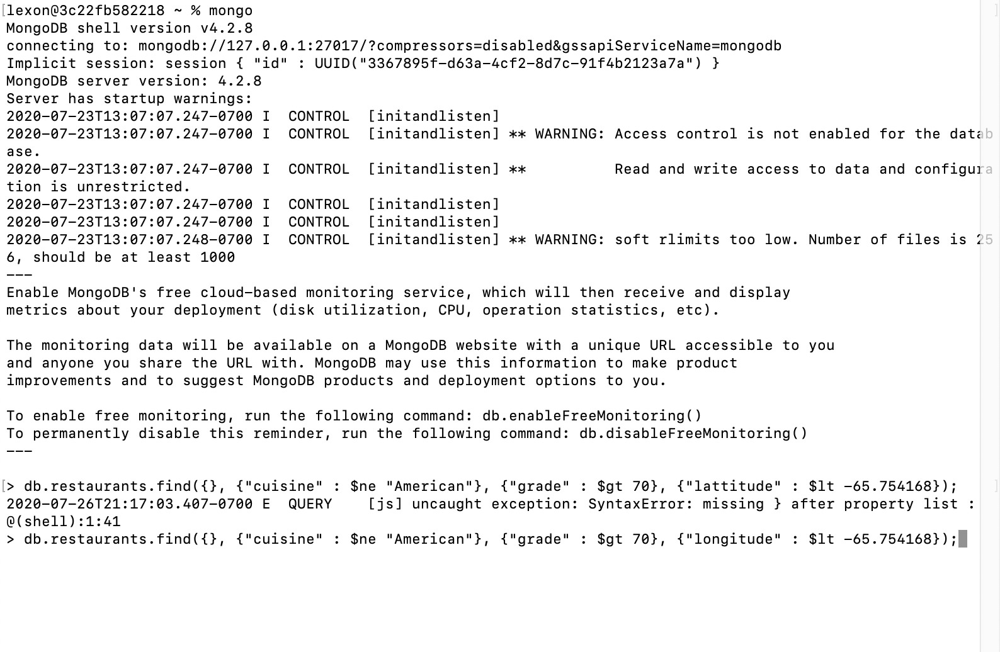 [lexon@3c22fb582218 ~ % mongo ]
MongoDB shell version v4.2.8
connecting to: mongodb://127.0.0.1:27017/?compressors=disabled&gssapiServiceName=mongodb
Implicit session: session { "id" : UUID("3367895f-d63a-4cf2-8d7c-91f4b2123a7a") }
MongoDB server version: 4.2.8
Server has startup warnings:
2020-07-23T13:07:07.247-0700 I  CONTROL  [initandlisten]
2020-07-23T13:07:07.247-0700 I  CONTROL  [initandlisten] ** WARNING: Access control is not enabled for the datab
ase.
2020-07-23T13:07:07.247-0700 I  CONTROL  [initandlisten] **          Read and write access to data and configura
tion is unrestricted.
2020-07-23T13:07:07.247-0700 I  CONTROL  [initandlisten]
2020-07-23T13:07:07.247-0700 I  CONTROL  [initandlisten]
2020-07-23T13:07:07.248-0700 I  CONTROL  [initandlisten] ** WARNING: soft rlimits too low. Number of files is 25
6, should be at least 1000
---
Enable MongoDB's free cloud-based monitoring service, which will then receive and display
metrics about your deployment (disk utilization, CPU, operation statistics, etc).

The monitoring data will be available on a MongoDB website with a unique URL accessible to you
and anyone you share the URL with. MongoDB may use this information to make product
improvements and to suggest MongoDB products and deployment options to you.

To enable free monitoring, run the following command: db.enableFreeMonitoring()
To permanently disable this reminder, run the following command: db.disableFreeMonitoring()
---

[> db.restaurants.find({}, {"cuisine" : $ne "American"}, {"grade" : $gt 70}, {"lattitude" : $lt -65.754168}); ]
2020-07-26T21:17:03.407-0700 E  QUERY    [js] uncaught exception: SyntaxError: missing } after property list :
@(shell):1:41
> db.restaurants.find({}, {"cuisine" : $ne "American"}, {"grade" : $gt 70}, {"longitude" : $lt -65.754168});